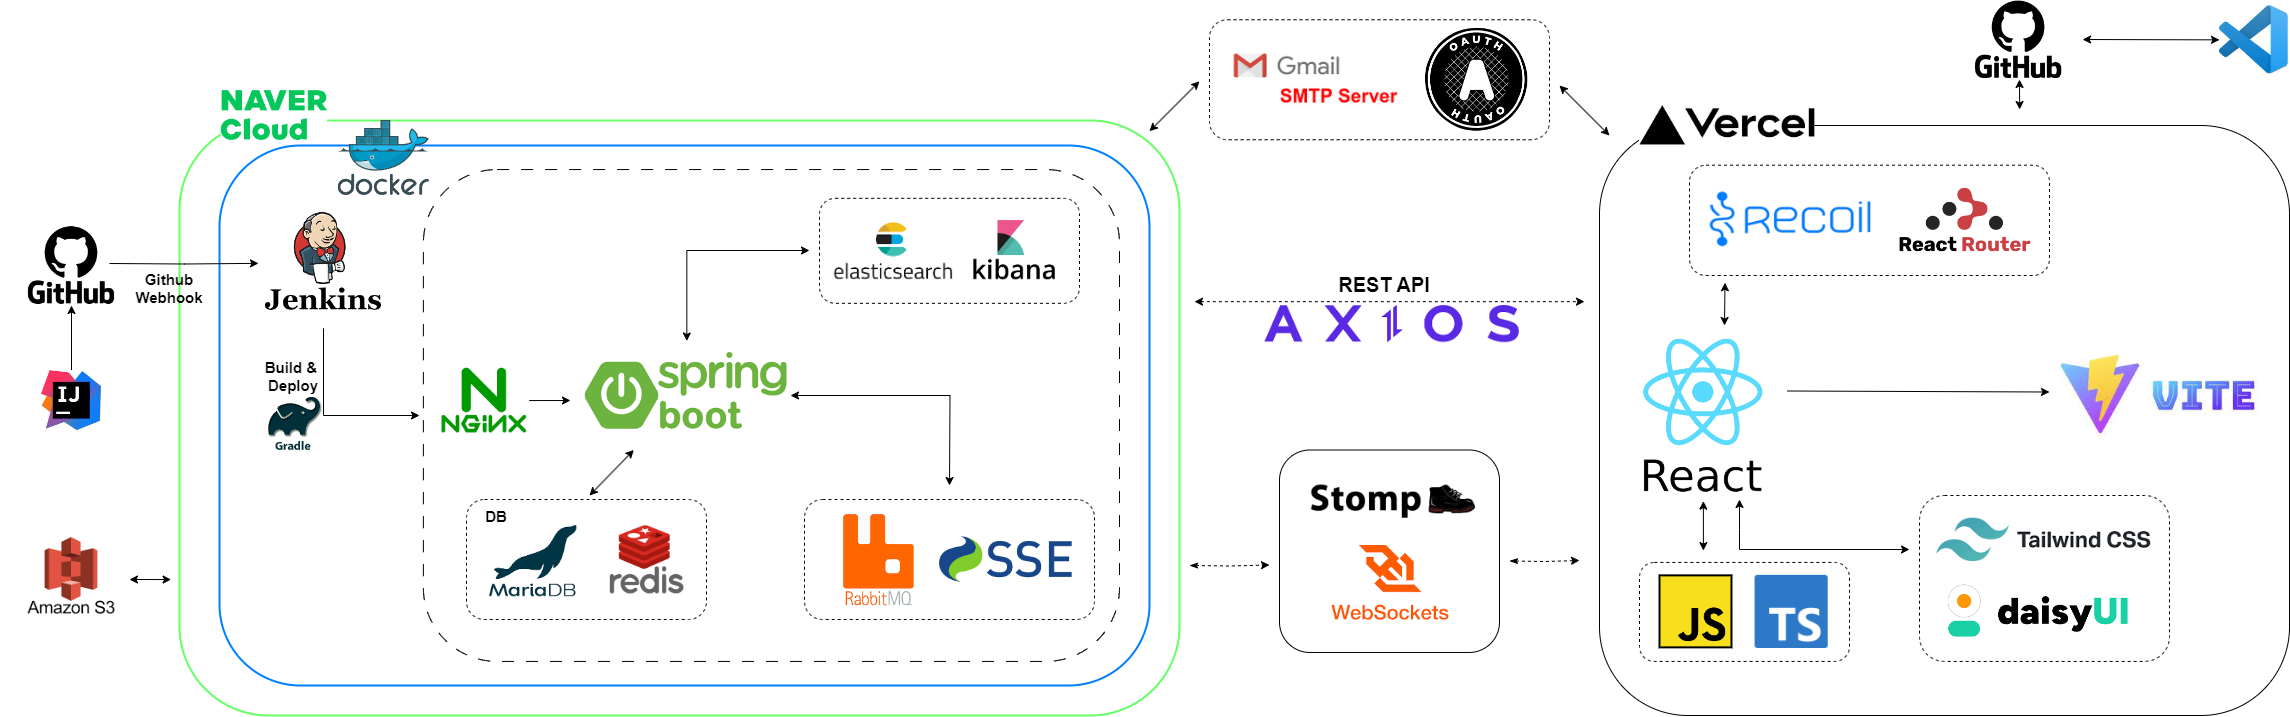 NAVER
Cloud
docker
GitHub
Github
Webhook
Jenkins
Build &
Deploy
Gradle
IJ
Amazon S3
elasticsearch
kibana
NGiNX
spring
boot
DB
MariaDB
redis
RabbitMQ
SSE
Gmail
SMTP Server
OAUTH
A
OAUTH
REST API
AXIOS
Stomp
WebSockets
GitHub
Vercel
Recoil
React Router
React
VITE
JS
TS
Tailwind CSS
daisyUI